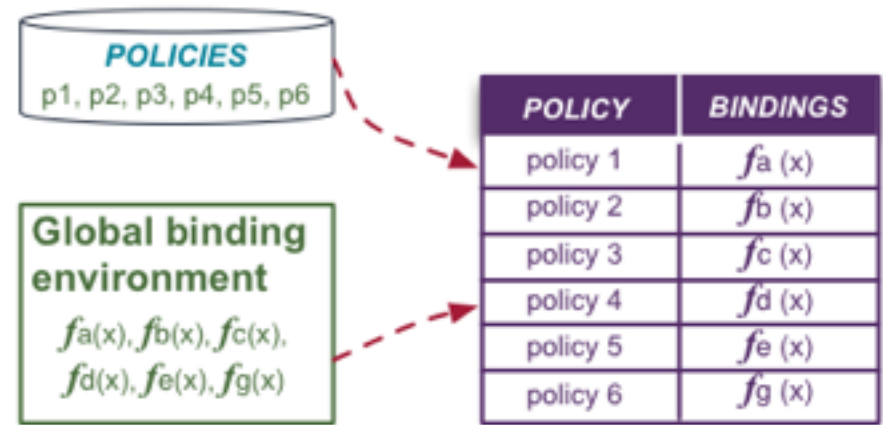 POLICIES
p1, p2, p3, p4, p5, p6
Global binding
environment
fa(x), fb(x), fc(x),
fd(x), fe(x), fg(x)
POLICY BINDINGS
policy 1 fa (x)
policy 2 fb (x)
policy 3 fc (x)
policy 4 fd (x)
policy 5 fe (x)
policy 6 fg (x)